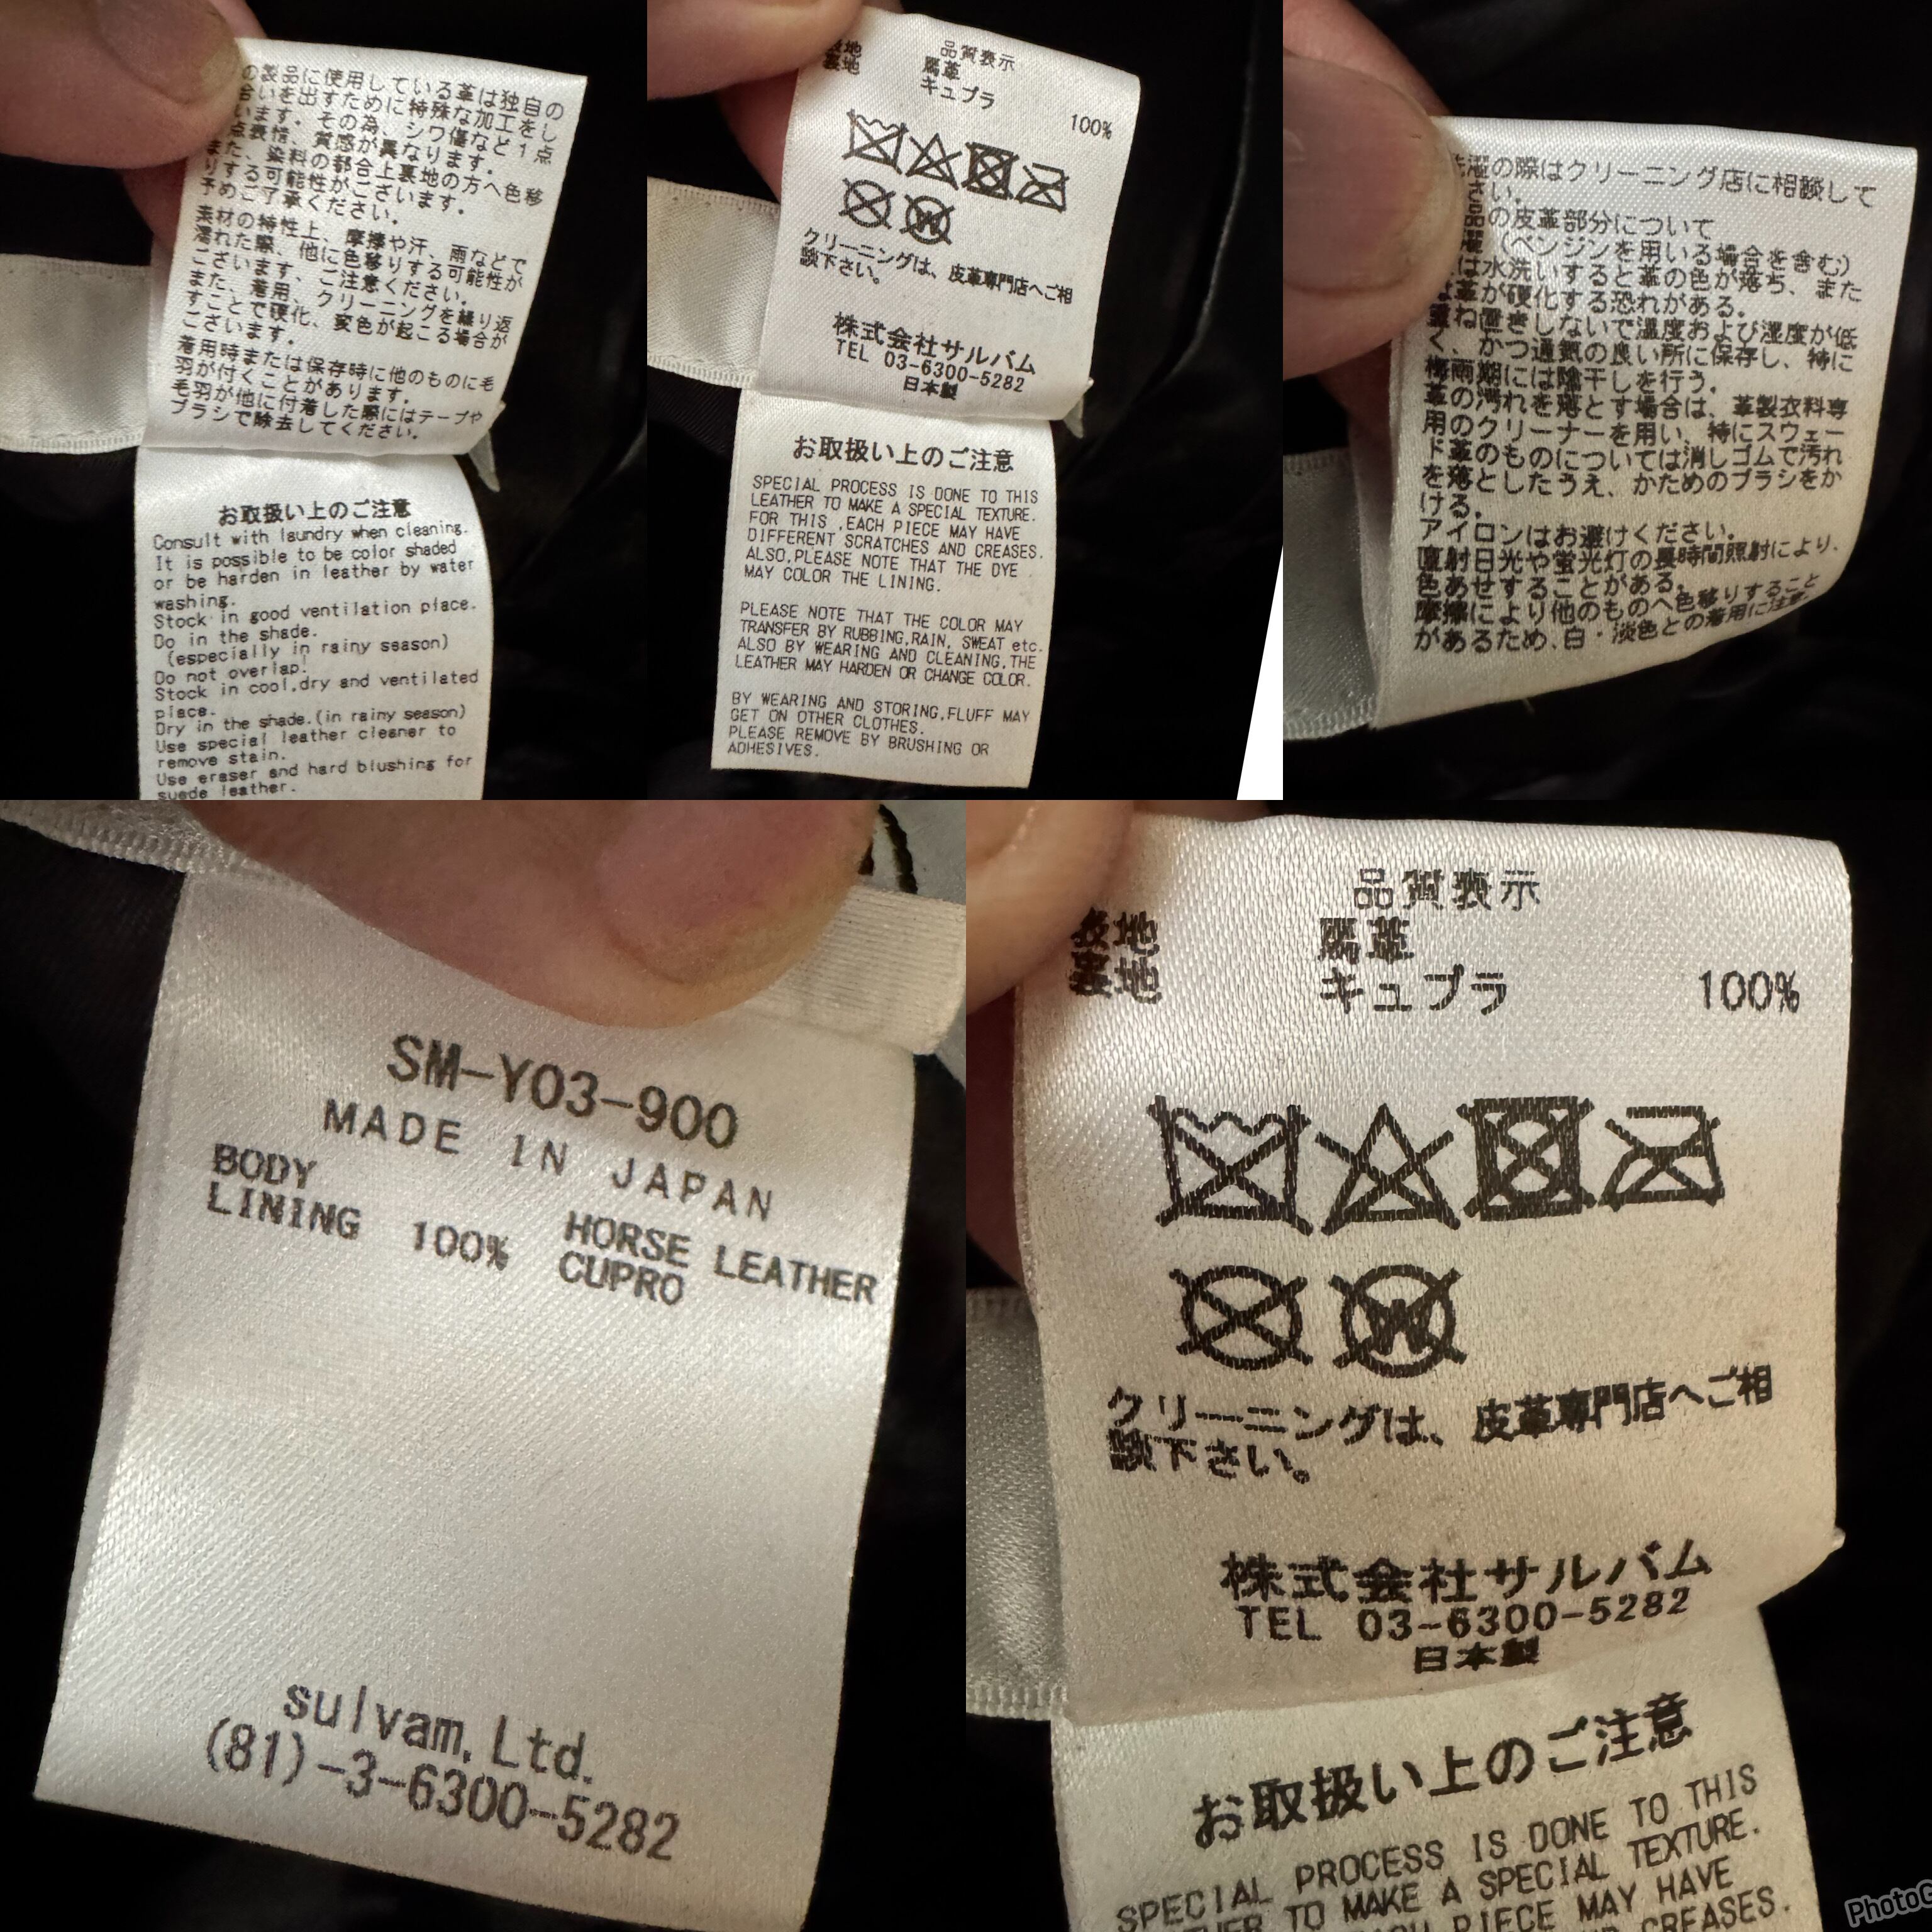 の製品に使用している革は独自の
合いを出すために特殊な加工をし
います。その為、シワ傷など1点
点表情、質感が異なります。
また、染料の都合上裏地の方へ色移
りする可能性がございます。
予めご了承ください。
素材の特性上、摩擦や汗、雨などで
濡れた際、他に色移りする可能性が
ございます、ご注意ください。
また、着用、クリーニングを繰り返
すことで硬化、変色が起こる場合が
ございます。
着用時または保存時に他のものに毛
羽が付くことがあります。
毛羽が他に付着した際にはテープや
ブラシで除去してください。
お取扱い上のご注意
Consult with laundry when cleaning.
It is possible to be color shaded
or be harden in leather by water
washing.
Stock in good ventilation place.
Do in the shade.
(especially in rainy season)
Do not overlap!
Stock in cool,dry and ventilated
place.
Dry in the shade.(in rainy season)
Use special leather cleaner to
remove stain.
Use eraser and hard blushing for
suede leather.
品質表示
表地 馬革
裏地 キュプラ 100%
W
クリーニングは、皮革専門店へご相
談下さい。
株式会社サルバム
TEL 03-6300-5282
日本製
お取扱い上のご注意
SPECIAL PROCESS IS DONE TO THIS
LEATHER TO MAKE A SPECIAL TEXTURE.
FOR THIS ,EACH PIECE MAY HAVE
DIFFERENT SCRATCHES AND CREASES.
ALSO,PLEASE NOTE THAT THE DYE
MAY COLOR THE LINING.
PLEASE NOTE THAT THE COLOR MAY
TRANSFER BY RUBBING,RAIN, SWEAT etc.
ALSO BY WEARING AND CLEANING,THE
LEATHER MAY HARDEN OR CHANGE COLOR.
BY WEARING AND STORING,FLUFF MAY
GET ON OTHER CLOTHES.
PLEASE REMOVE BY BRUSHING OR
ADHESIVES.
洗濯の際はクリーニング店に相談して
さい。
品の皮革部分について
濯(ベンジンを用いる場合を含む)
は水洗いすると革の色が落ち、また
は革が硬化する恐れがある。
重ね置きしないで温度および湿度が低
く、かつ通気の良い所に保存し、特に
梅雨期には陰干しを行う。
革の汚れを落とす場合は、革製衣料専
用のクリーナーを用い、特にスウェー
ド革のものについては消しゴムで汚れ
を落としたうえ、かためのブラシをか
ける。
アイロンはお避けください。
直射日光や蛍光灯の長時間照射により、
色あせすることがある。
摩擦により他のものへ色移りすること
があるため、白・淡色との着用に注意
SM-Y03-900
MADE IN JAPAN
BODY HORSE LEATHER
LINING 100% CUPRO
sulvam,Ltd.
(81)-3-6300-5282
品質表示
表地 馬革
裏地 キュプラ 100%
W
クリーニングは、皮革専門店へご相
談下さい。
株式会社サルバム
TEL 03-6300-5282
日本製
お取扱い上のご注意
SPECIAL PROCESS IS DONE TO THIS
THER TO MAKE A SPECIAL TEXTURE.
PIECE MAY HAVE
CREASES.
PhotoG